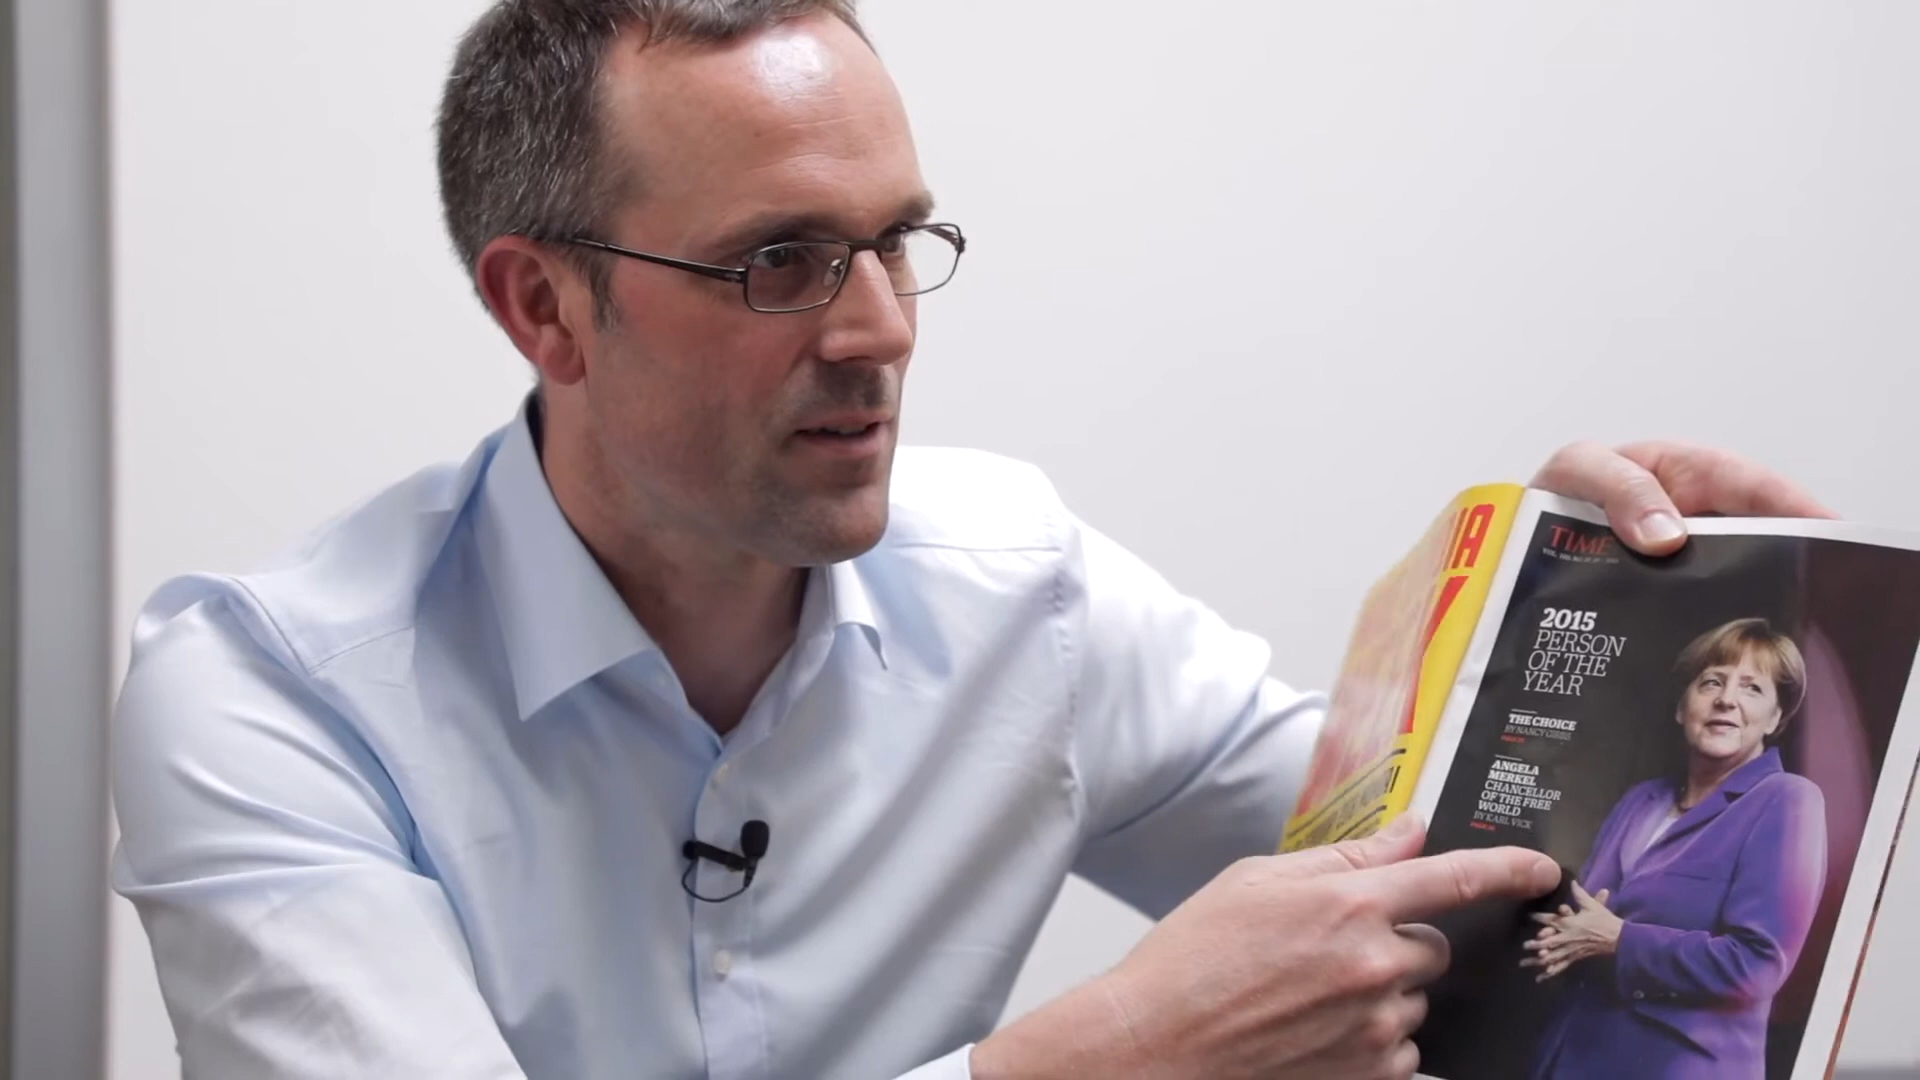 TIME
2015
PERSON
OF THE
YEAR
THE CHOICE
BY NANCY GIBBS
ANGELA
MERKEL
CHANCELLOR
OF THE FREE
WORLD
BY KARL VICK